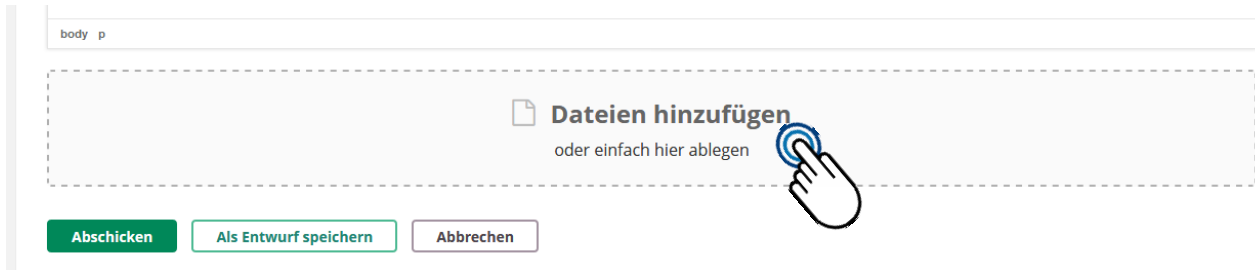 body p
Dateien hinzufügen
oder einfach hier ablegen
Abschicken Als Entwurf speichern Abbrechen